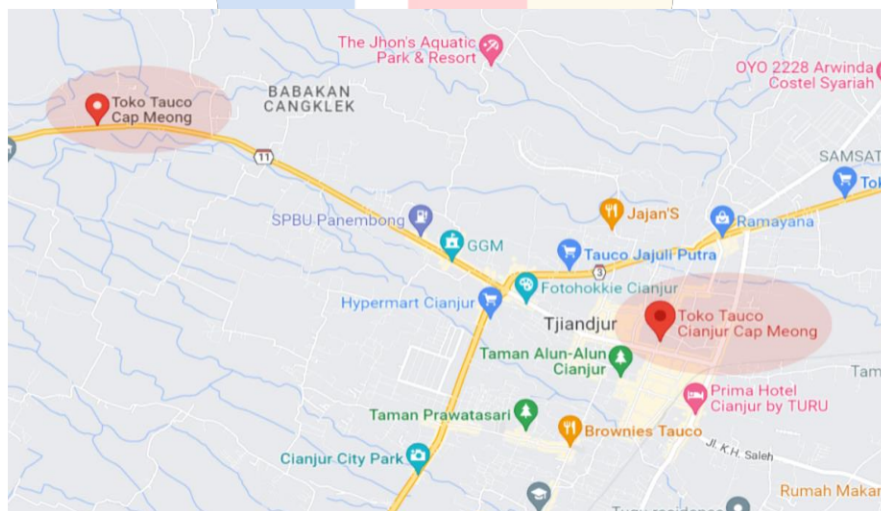 The Jhon's Aquatic
Park & Resort
OYO 2228 Arwinda
Costel Syariah
Toko Tauco
Cap Meong
BABAKAN
CANGKLEK
11
SAMSAT
Tok
SPBU Panembong
Jajan'S
Ramayana
GGM
Tauco Jajuli Putra
3
Fotohokkie Cianjur
Hypermart Cianjur
Tjiandjur
Toko Tauco
Cianjur Cap Meong
Taman Alun-Alun
Cianjur
Tam
Prima Hotel
Cianjur by TURU
Taman Prawatasari
Brownies Tauco
Jl. K.H. Saleh
Cianjur City Park
Rumah Makan